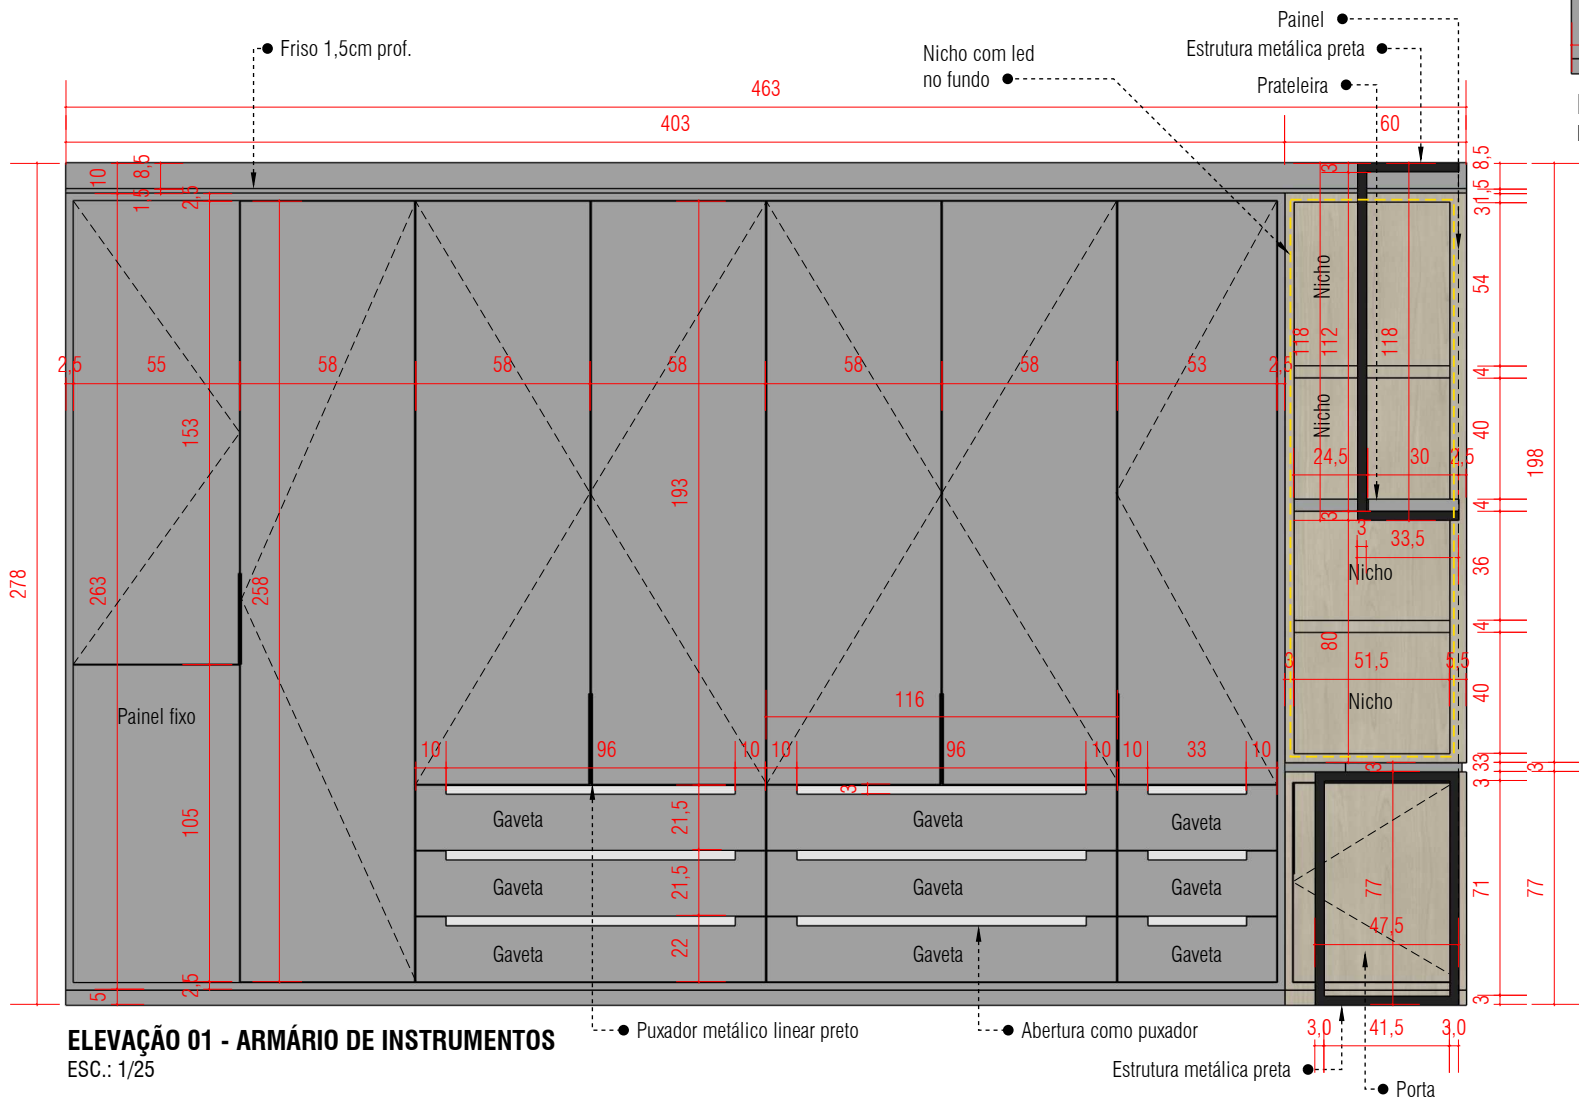 Painel
Friso 1,5cm prof.
Nicho com led
no fundo
Estrutura metálica preta
Prateleira
463
403
60
10
8,5
1,5
2,5
3
8,5
1,5
3
Nicho
54
118
112
118
2,5
55
58
58
58
58
58
53
2,5
4
Nicho
40
153
24,5
30
2,5
198
193
4
3
3
33,5
278
263
258
Nicho
36
4
80
3
51,5
5,5
Painel fixo
116
Nicho
40
10
96
10
10
96
10
10
33
10
3
3
3
3
3
3
Gaveta
21,5
Gaveta
Gaveta
105
Gaveta
21,5
Gaveta
Gaveta
77
71
77
47,5
Gaveta
22
Gaveta
Gaveta
2,5
5
3
ELEVAÇÃO 01 - ARMÁRIO DE INSTRUMENTOS
ESC.: 1/25
Puxador metálico linear preto
Abertura como puxador
3,0
41,5
3,0
Estrutura metálica preta
Porta